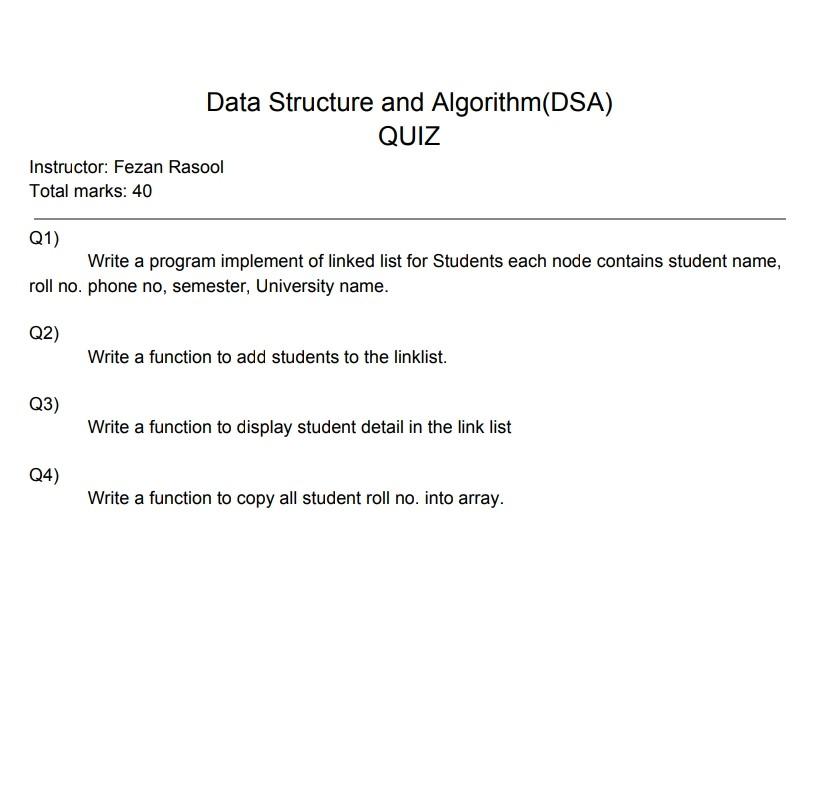 Data Structure and Algorithm(DSA)
QUIZ
Instructor: Fezan Rasool
Total marks: 40
Q1)
Write a program implement of linked list for Students each node contains student name,
roll no. phone no, semester, University name.
Q2)
Write a function to add students to the linklist.
Q3)
Write a function to display student detail in the link list
Q4)
Write a function to copy all student roll no. into array.